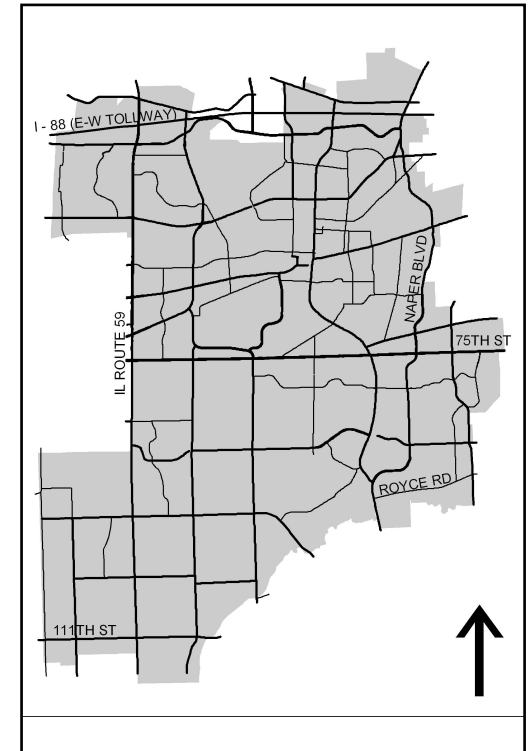 I - 88 (E-W TOLLWAY)
NAPER BLVD
IL ROUTE 59
75TH ST
ROYCE RD
111TH ST